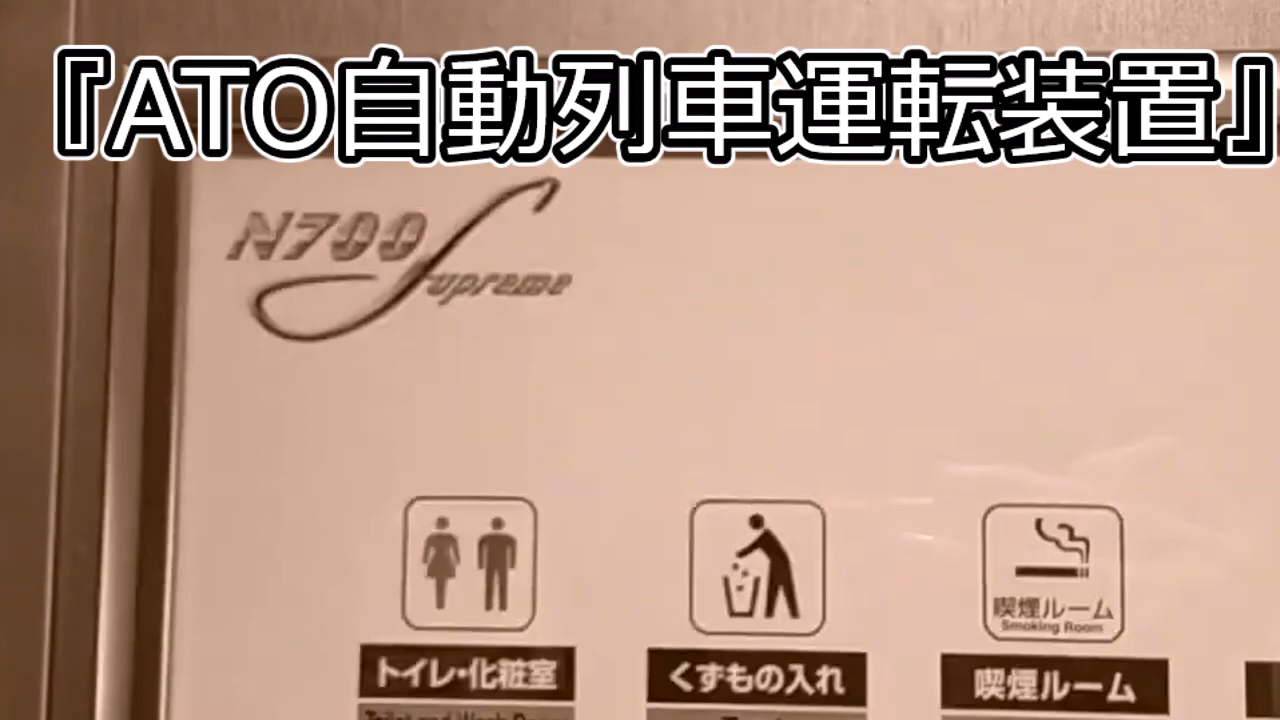 『ATO自動列車運転装置』
N700 Supreme
喫煙ルーム
Smoking Room
トイレ・化粧室
くずもの入れ
喫煙ルーム